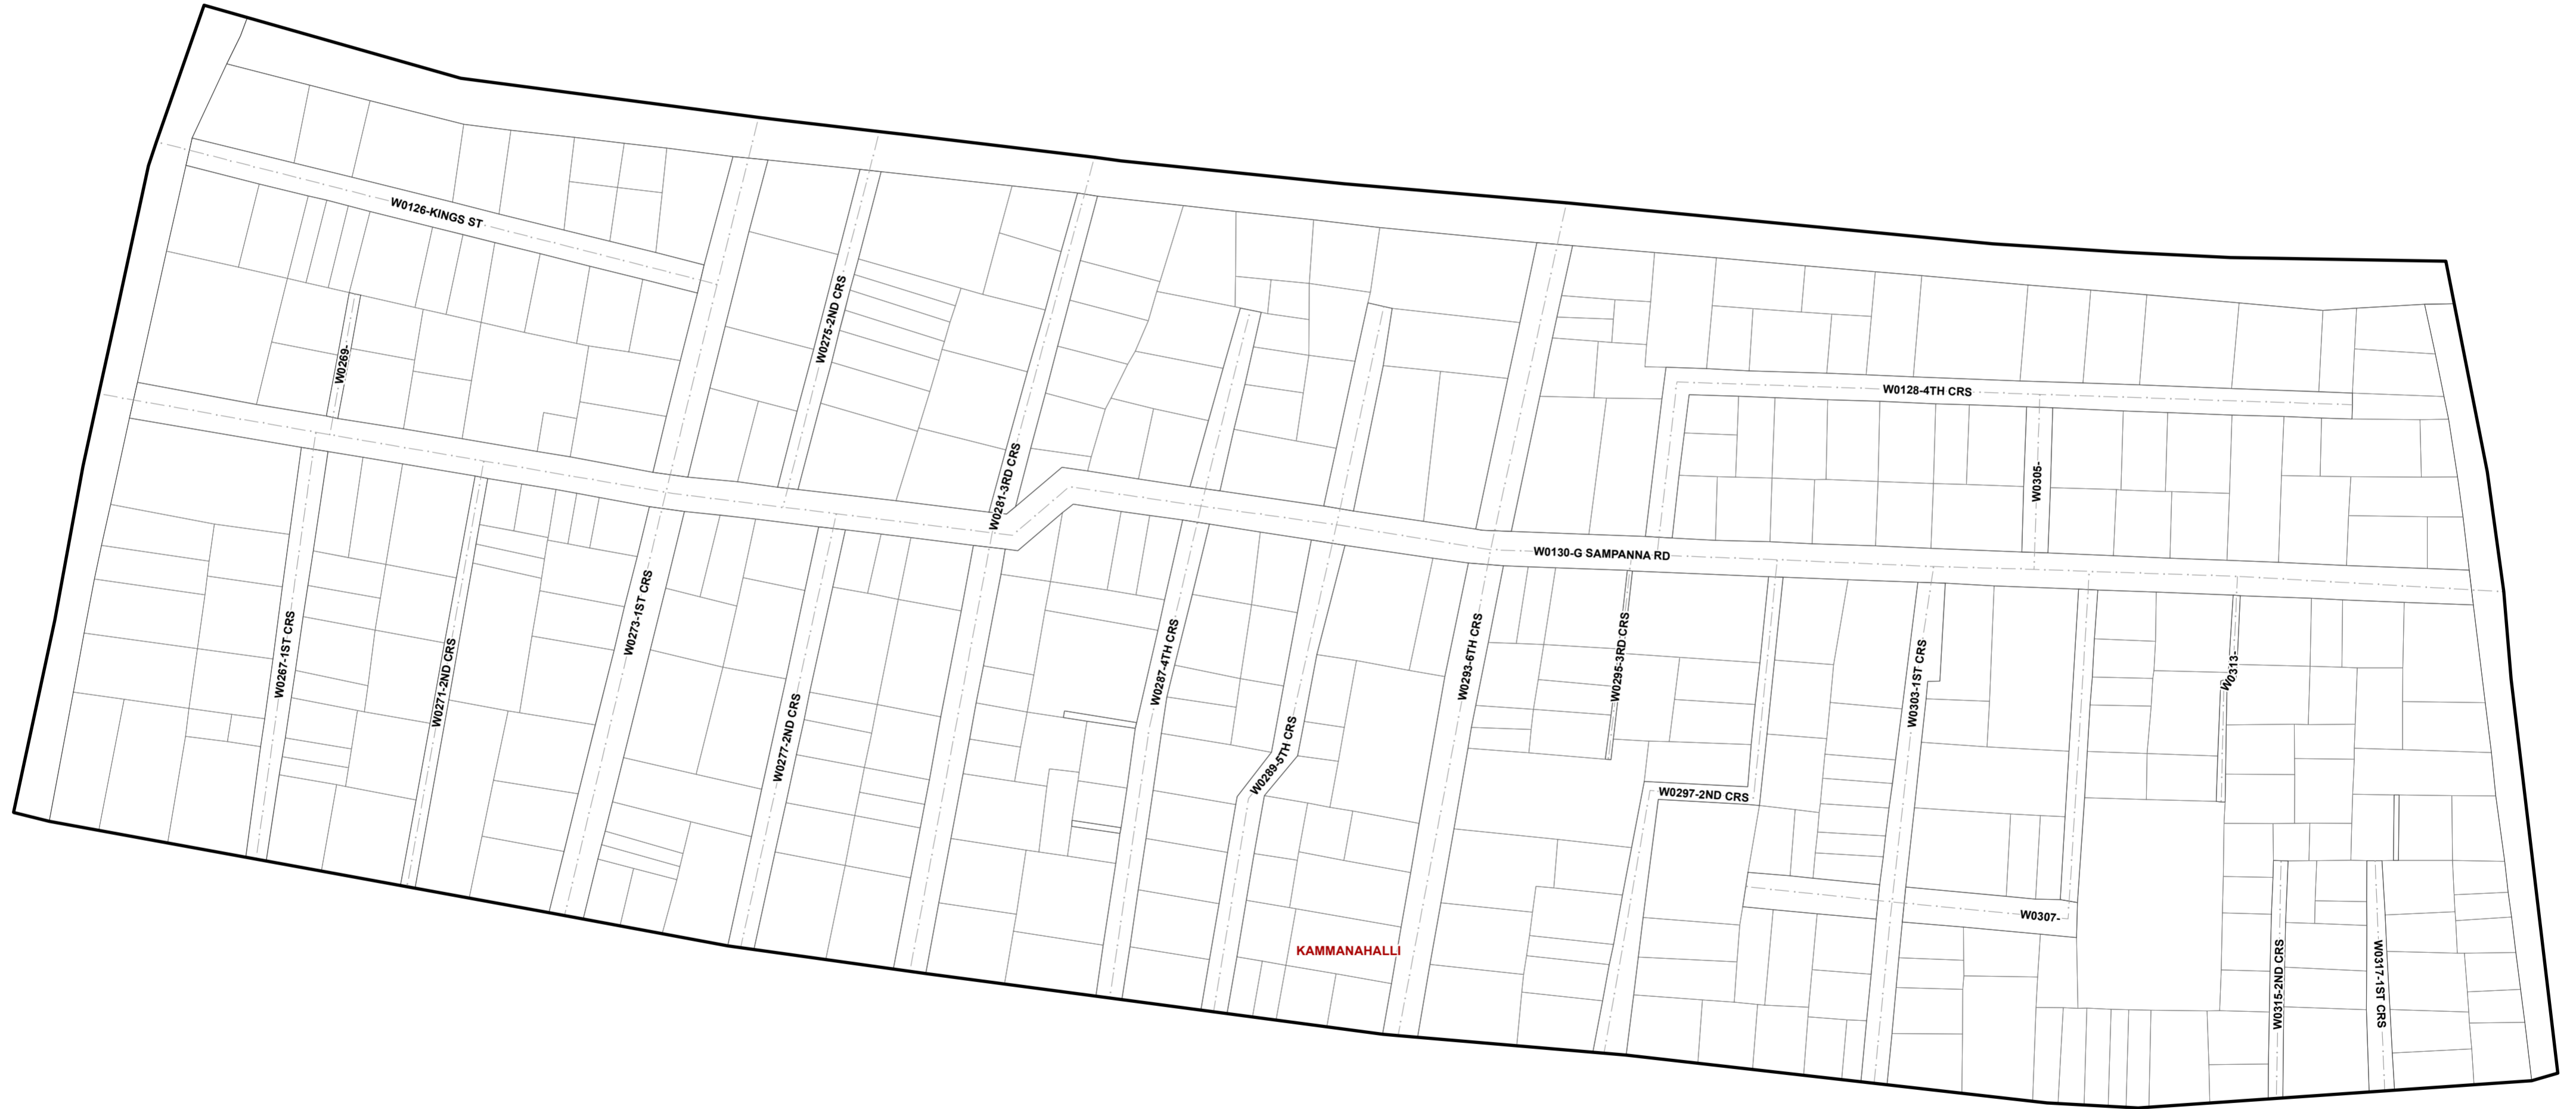 W0126-KINGS ST
W0275-2ND CRS
W0269-
W0128-4TH CRS
W0281-3RD CRS
W0305-
W0130-G SAMPANNA RD
W0267-1ST CRS
W0271-2ND CRS
W0273-1ST CRS
W0277-2ND CRS
W0287-4TH CRS
W0289-5TH CRS
W0293-6TH CRS
W0295-3RD CRS
W0297-2ND CRS
W0303-1ST CRS
W0313-
W0307-
KAMMANAHALLI
W0315-2ND CRS
W0317-1ST CRS